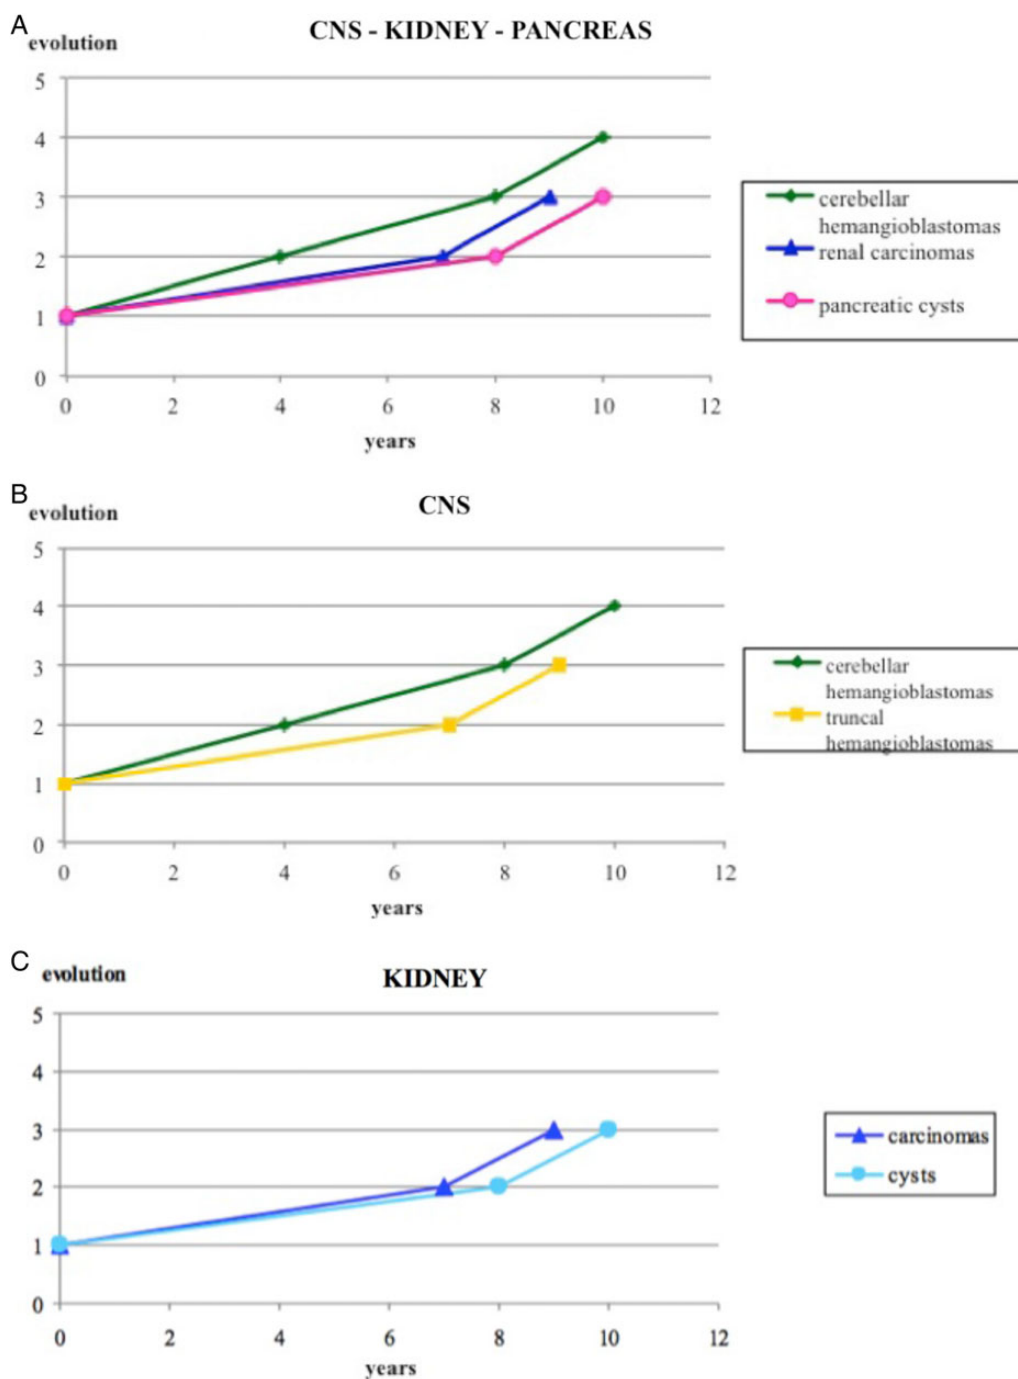 A
CNS - KIDNEY - PANCREAS
evolution
5
4
3
2
1
0
0 2 4 6 8 10 12
years
cerebellar
hemangioblastomas
renal carcinomas
pancreatic cysts
B
CNS
evolution
5
4
3
2
1
0
0 2 4 6 8 10 12
years
cerebellar
hemangioblastomas
truncal
hemangioblastomas
C
evolution
KIDNEY
5
4
3
2
1
0
0 2 4 6 8 10 12
years
carcinomas
cysts